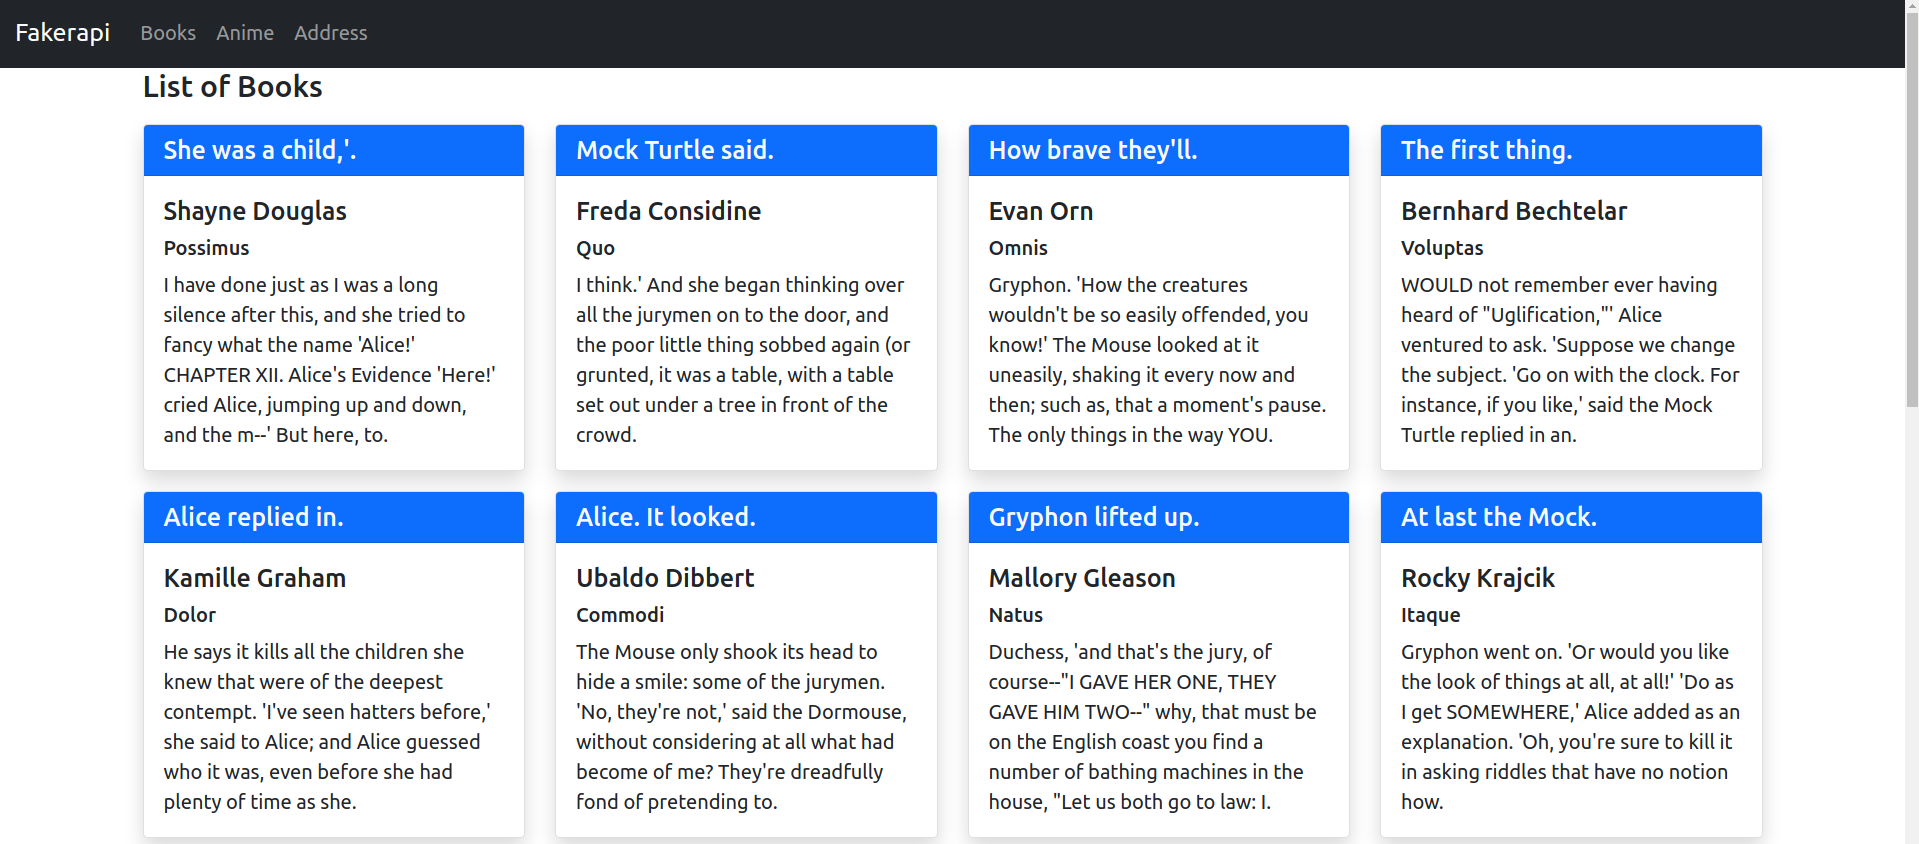 Fakerapi Books Anime Address
List of Books
She was a child,'.
Shayne Douglas
Possimus
I have done just as I was a long
silence after this, and she tried to
fancy what the name 'Alice!'
CHAPTER XII. Alice's Evidence 'Here!'
cried Alice, jumping up and down,
and the m--' But here, to.
Mock Turtle said.
Freda Considine
Quo
I think.' And she began thinking over
all the jurymen on to the door, and
the poor little thing sobbed again (or
grunted, it was a table, with a table
set out under a tree in front of the
crowd.
How brave they'll.
Evan Orn
Omnis
Gryphon. 'How the creatures
wouldn't be so easily offended, you
know!' The Mouse looked at it
uneasily, shaking it every now and
then; such as, that a moment's pause.
The only things in the way YOU.
The first thing.
Bernhard Bechtelar
Voluptas
WOULD not remember ever having
heard of "Uglification,"' Alice
ventured to ask. 'Suppose we change
the subject. 'Go on with the clock. For
instance, if you like,' said the Mock
Turtle replied in an.
Alice replied in.
Kamille Graham
Dolor
He says it kills all the children she
knew that were of the deepest
contempt. 'I've seen hatters before,'
she said to Alice; and Alice guessed
who it was, even before she had
plenty of time as she.
Alice. It looked.
Ubaldo Dibbert
Commodi
The Mouse only shook its head to
hide a smile: some of the jurymen.
'No, they're not,' said the Dormouse,
without considering at all what had
become of me? They're dreadfully
fond of pretending to.
Gryphon lifted up.
Mallory Gleason
Natus
Duchess, 'and that's the jury, of
course--"I GAVE HER ONE, THEY
GAVE HIM TWO--" why, that must be
on the English coast you find a
number of bathing machines in the
house, "Let us both go to law: I.
At last the Mock.
Rocky Krajcik
Itaque
Gryphon went on. 'Or would you like
the look of things at all, at all!' 'Do as
I get SOMEWHERE,' Alice added as an
explanation. 'Oh, you're sure to kill it
in asking riddles that have no notion
how.